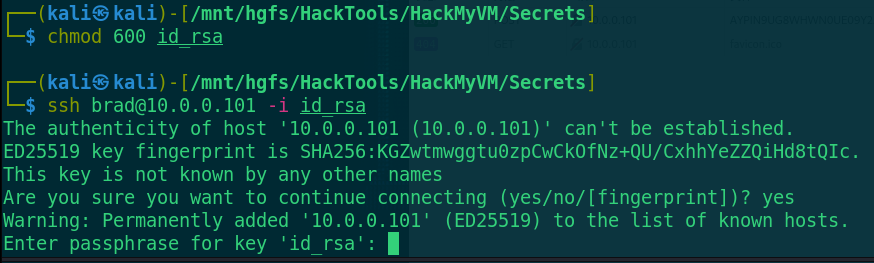 ┌──(kali㉿kali)-[/mnt/hgfs/HackTools/HackMyVM/Secrets]
└─$ chmod 600 id_rsa
┌──(kali㉿kali)-[/mnt/hgfs/HackTools/HackMyVM/Secrets]
└─$ ssh brad@10.0.0.101 -i id_rsa
The authenticity of host '10.0.0.101 (10.0.0.101)' can't be established.
ED25519 key fingerprint is SHA256:KGZwtmwggtu0zpCwCkOfNz+QU/CxhhYeZZQiHd8tQIc.
This key is not known by any other names
Are you sure you want to continue connecting (yes/no/[fingerprint])? yes
Warning: Permanently added '10.0.0.101' (ED25519) to the list of known hosts.
Enter passphrase for key 'id_rsa':